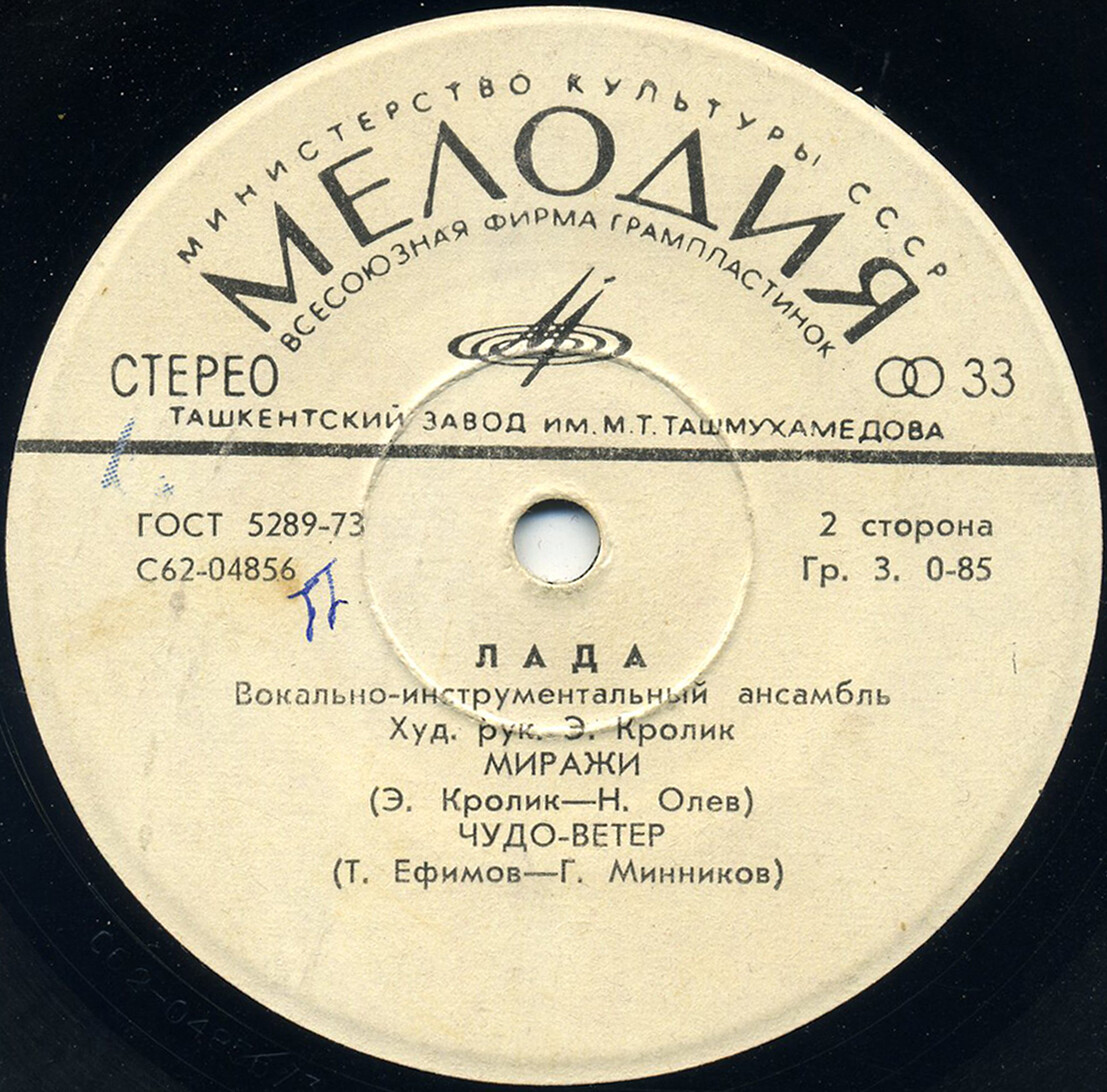 МИНИСТЕРСТВО КУЛЬТУРЫ СССР
МЕЛОДИЯ
ВСЕСОЮЗНАЯ ФИРМА ГРАМПЛАСТИНОК
СТЕРЕО
33
ТАШКЕНТСКИЙ ЗАВОД ИМ. М.Т. ТАШМУХАМЕДОВА
ГОСТ 5289-73
2 сторона
С62-04856
Гр. 3. 0-85
ЛАДА
Вокально-инструментальный ансамбль
Худ. рук. Э. Кролик
МИРАЖИ
(Э. Кролик—Н. Олев)
ЧУДО-ВЕТЕР
(Т. Ефимов—Г. Минников)